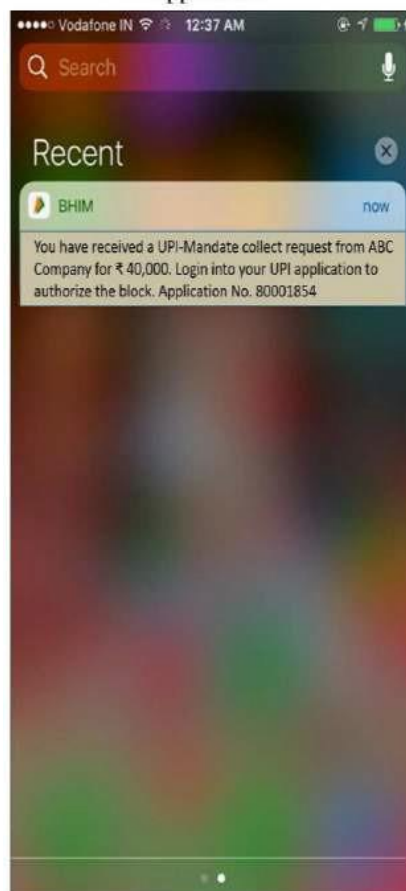 Vodafone IN 12:37 AM
Search
Recent
BHIM now
You have received a UPI-Mandate collect request from ABC
Company for ₹ 40,000. Login into your UPI application to
authorize the block. Application No. 80001854